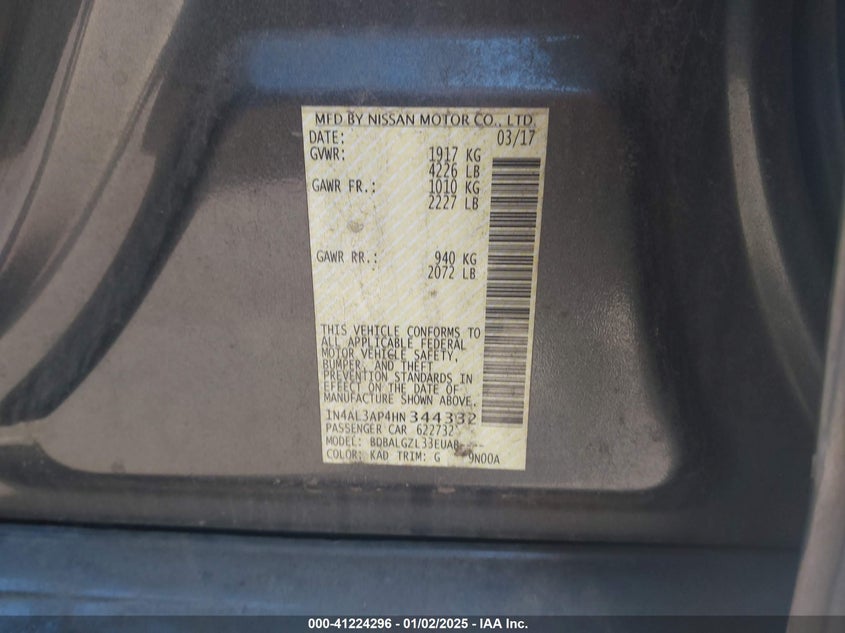 MFD BY NISSAN MOTOR CO., LTD.
DATE: 03/17
GVWR: 1917 KG
4226 LB
GAWR FR.: 1010 KG
2227 LB
GAWR RR.: 940 KG
2072 LB
THIS VEHICLE CONFORMS TO
ALL APPLICABLE FEDERAL
MOTOR VEHICLE SAFETY,
BUMPER, AND THEFT
PREVENTION STANDARDS IN
EFFECT ON THE DATE OF
MANUFACTURE SHOWN ABOVE.
1N4AL3AP4HN344332
PASSENGER CAR 622732
MODEL: BDBALGZL33EUAB----
COLOR: KAD TRIM: G 9N00A
000-41224296 - 01/02/2025 - IAA Inc.